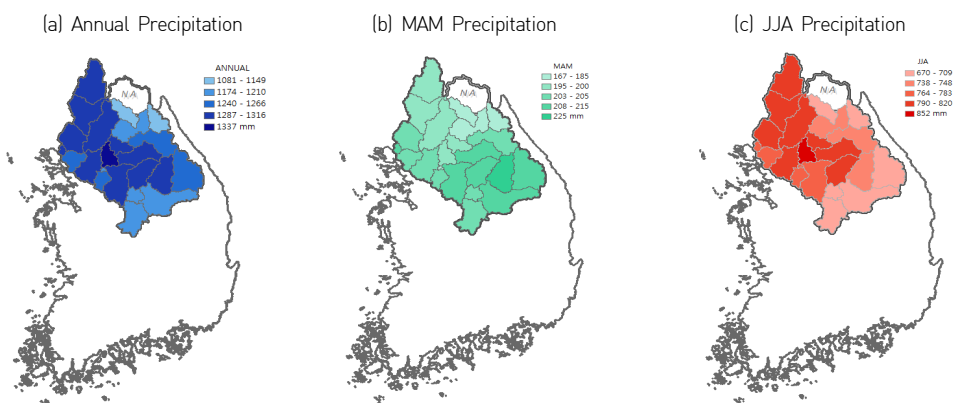 (a) Annual Precipitation
ANNUAL
1081 - 1149
1174 - 1210
1240 - 1266
1287 - 1316
1337 mm
N.A.
(b) MAM Precipitation
MAM
167 - 185
195 - 200
203 - 205
208 - 215
225 mm
N.A.
(c) JJA Precipitation
JJA
670 - 709
738 - 748
764 - 783
790 - 820
852 mm
N.A.